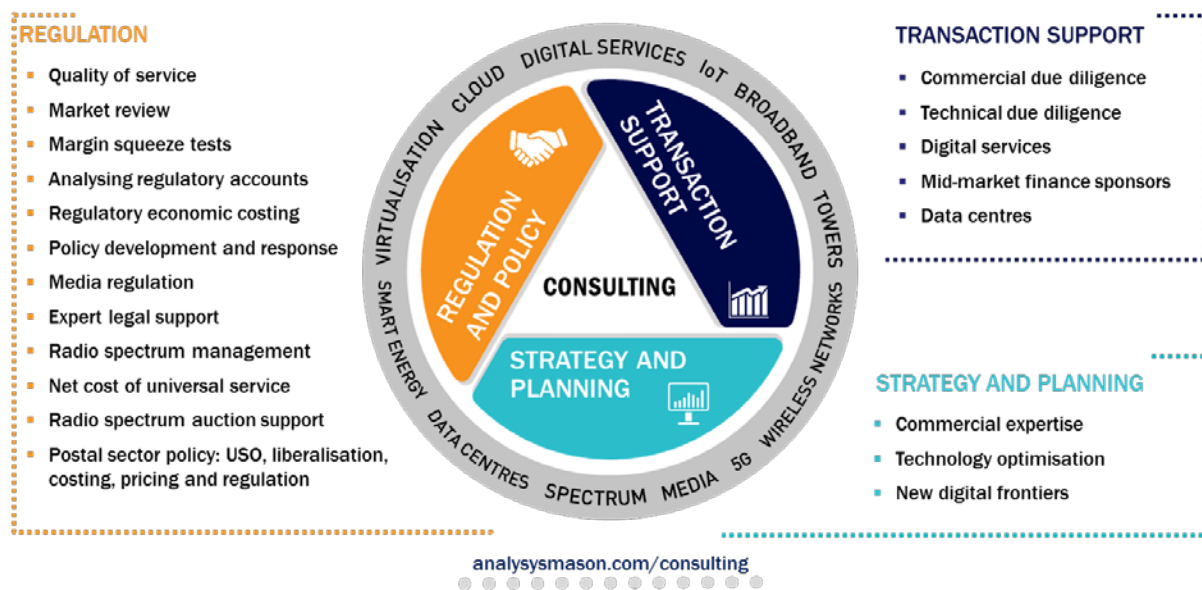 REGULATION
Quality of service
Market review
Margin squeeze tests
Analysing regulatory accounts
Regulatory economic costing
Policy development and response
Media regulation
Expert legal support
Radio spectrum management
Net cost of universal service
Radio spectrum auction support
Postal sector policy: USO, liberalisation,
costing, pricing and regulation
VIRTUALISATION CLOUD DIGITAL SERVICES IoT BROADBAND TOWERS
SMART ENERGY DATA CENTRES SPECTRUM MEDIA 5G WIRELESS NETWORKS
REGULATION
AND POLICY
TRANSACTION
SUPPORT
CONSULTING
STRATEGY AND
PLANNING
TRANSACTION SUPPORT
Commercial due diligence
Technical due diligence
Digital services
Mid-market finance sponsors
Data centres
STRATEGY AND PLANNING
Commercial expertise
Technology optimisation
New digital frontiers
analysysmason.com/consulting